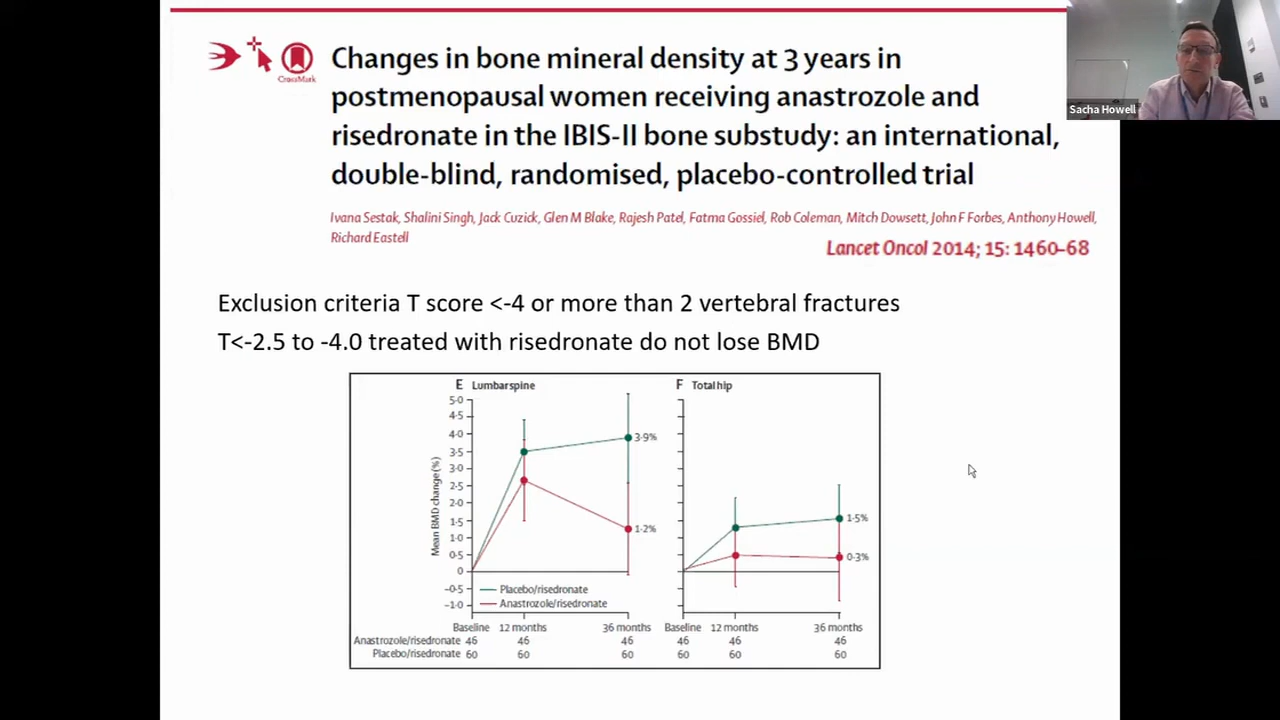 CrossMark
Changes in bone mineral density at 3 years in
postmenopausal women receiving anastrozole and
risedronate in the IBIS-II bone substudy: an international,
double-blind, randomised, placebo-controlled trial
Ivana Sestak, Shalini Singh, Jack Cuzick, Glen M Blake, Rajesh Patel, Fatma Gossiel, Rob Coleman, Mitch Dowsett, John F Forbes, Anthony Howell,
Richard Eastell
Lancet Oncol 2014; 15: 1460–68
Sacha Howell
Exclusion criteria T score <-4 or more than 2 vertebral fractures
T<-2.5 to -4.0 treated with risedronate do not lose BMD
E Lumbar spine
F Total hip
Mean BMD change (%)
5·0
4·5
4·0
3·5
3·0
2·5
2·0
1·5
1·0
0·5
0
–0·5
–1·0
3·9%
1·2%
1·5%
0·3%
Placebo/risedronate
Anastrozole/risedronate
Baseline 12 months 36 months Baseline 12 months 36 months
Anastrozole/risedronate 46 46 46 46 46 46
Placebo/risedronate 60 60 60 60 60 60